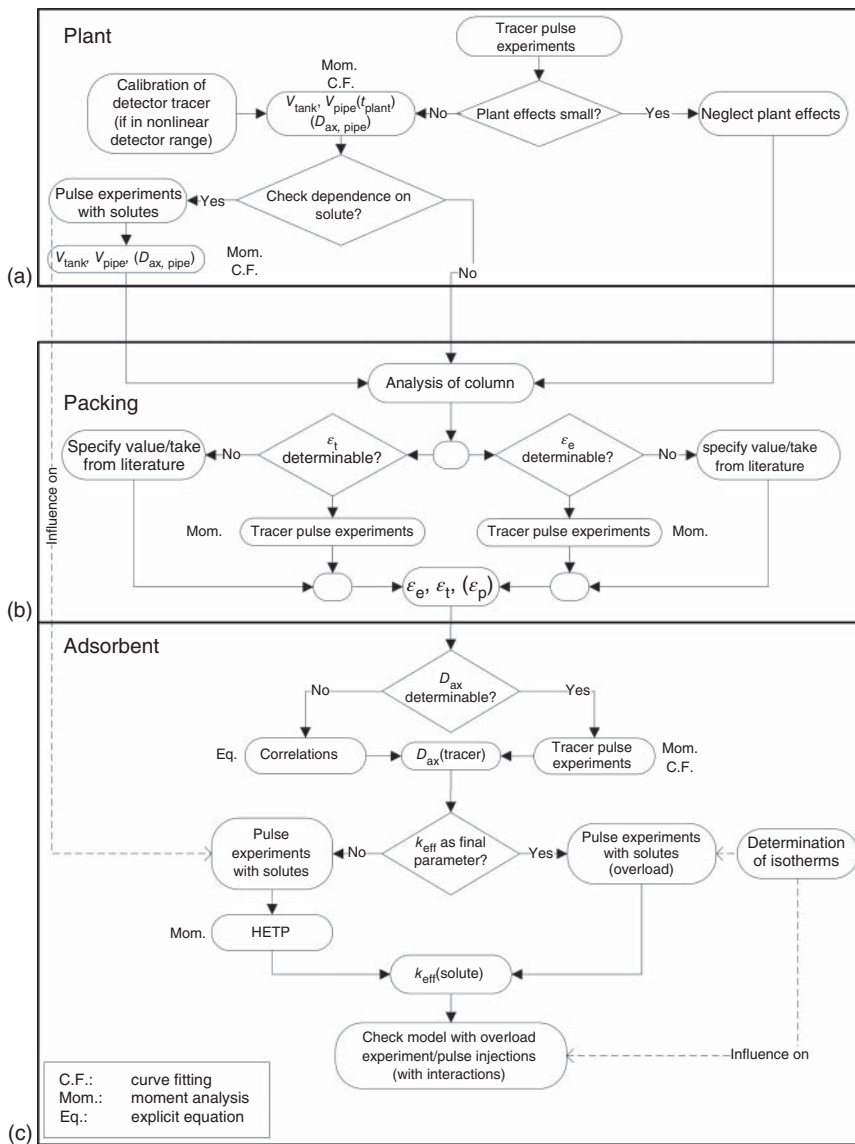 Plant
Tracer pulse
experiments
Mom.
C.F.
Calibration of
detector tracer
(if in nonlinear
detector range)
V_tank, V_pipe(t_plant)
(D_ax, pipe)
No
Plant effects small?
Yes
Neglect plant effects
Pulse experiments
with solutes
Yes
Check dependence on
solute?
V_tank, V_pipe, (D_ax, pipe)
Mom.
C.F.
No
(a)
Analysis of column
Packing
Specify value/take
from literature
No
ε_t
determinable?
ε_e
determinable?
No
specify value/take
from literature
Influence on
Mom.
Tracer pulse experiments
Tracer pulse experiments
Mom.
ε_e, ε_t, (ε_p)
(b)
Adsorbent
D_ax
determinable?
No
Yes
Eq.
Correlations
D_ax(tracer)
Tracer pulse
experiments
Mom.
C.F.
Pulse
experiments
with solutes
No
k_eff as final
parameter?
Yes
Pulse experiments
with solutes
(overload)
Determination
of isotherms
Mom.
HETP
k_eff(solute)
Check model with overload
experiment/pulse injections
(with interactions)
Influence on
C.F.: curve fitting
Mom.: moment analysis
Eq.: explicit equation
(c)